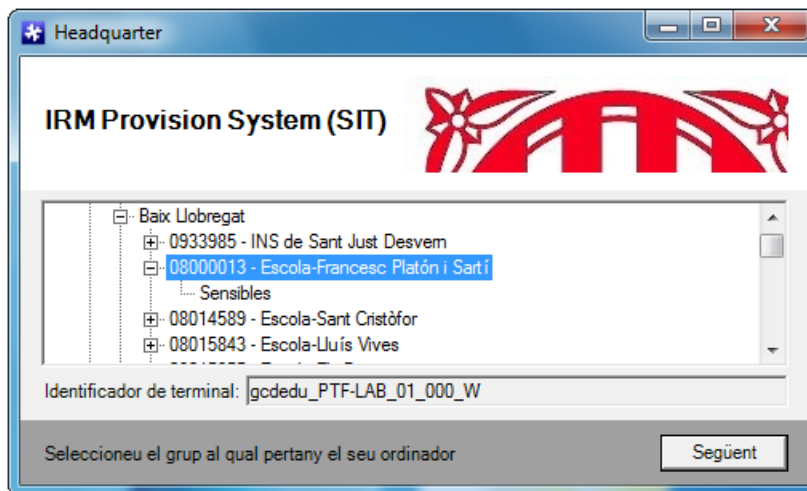 Headquarter
IRM Provision System (SIT)
Baix Llobregat
0933985 - INS de Sant Just Desvern
08000013 - Escola-Francesc Platón i Sartí
Sensibles
08014589 - Escola-Sant Cristòfor
08015843 - Escola-Lluís Vives
Identificador de terminal: gcdedu_PTF-LAB_01_000_W
Seleccioneu el grup al qual pertany el seu ordinador
Següent